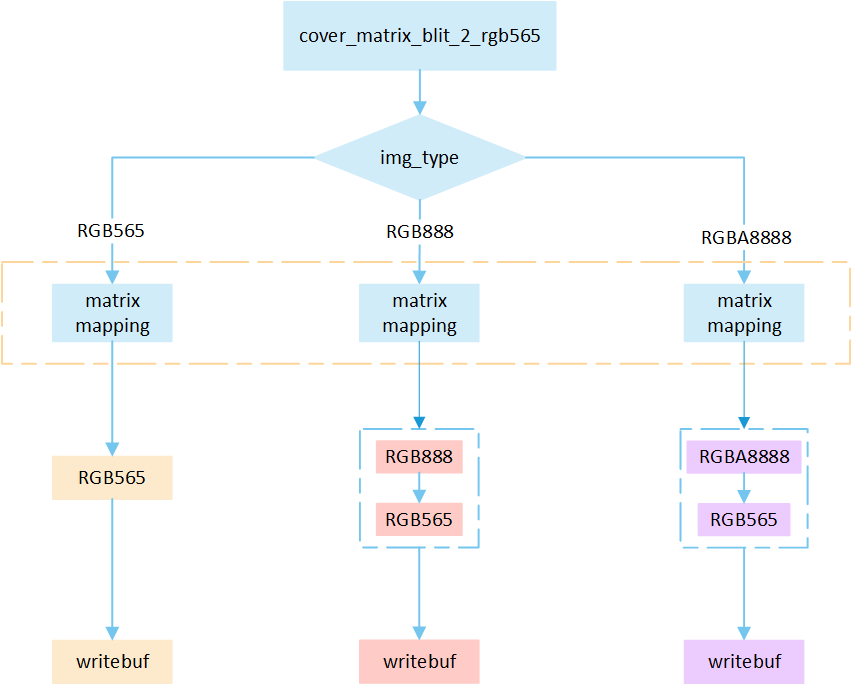 cover_matrix_blit_2_rgb565
img_type
RGB565
RGB888
RGBA8888
matrix
mapping
matrix
mapping
matrix
mapping
RGB565
RGB888
RGB565
RGBA8888
RGB565
writebuf
writebuf
writebuf